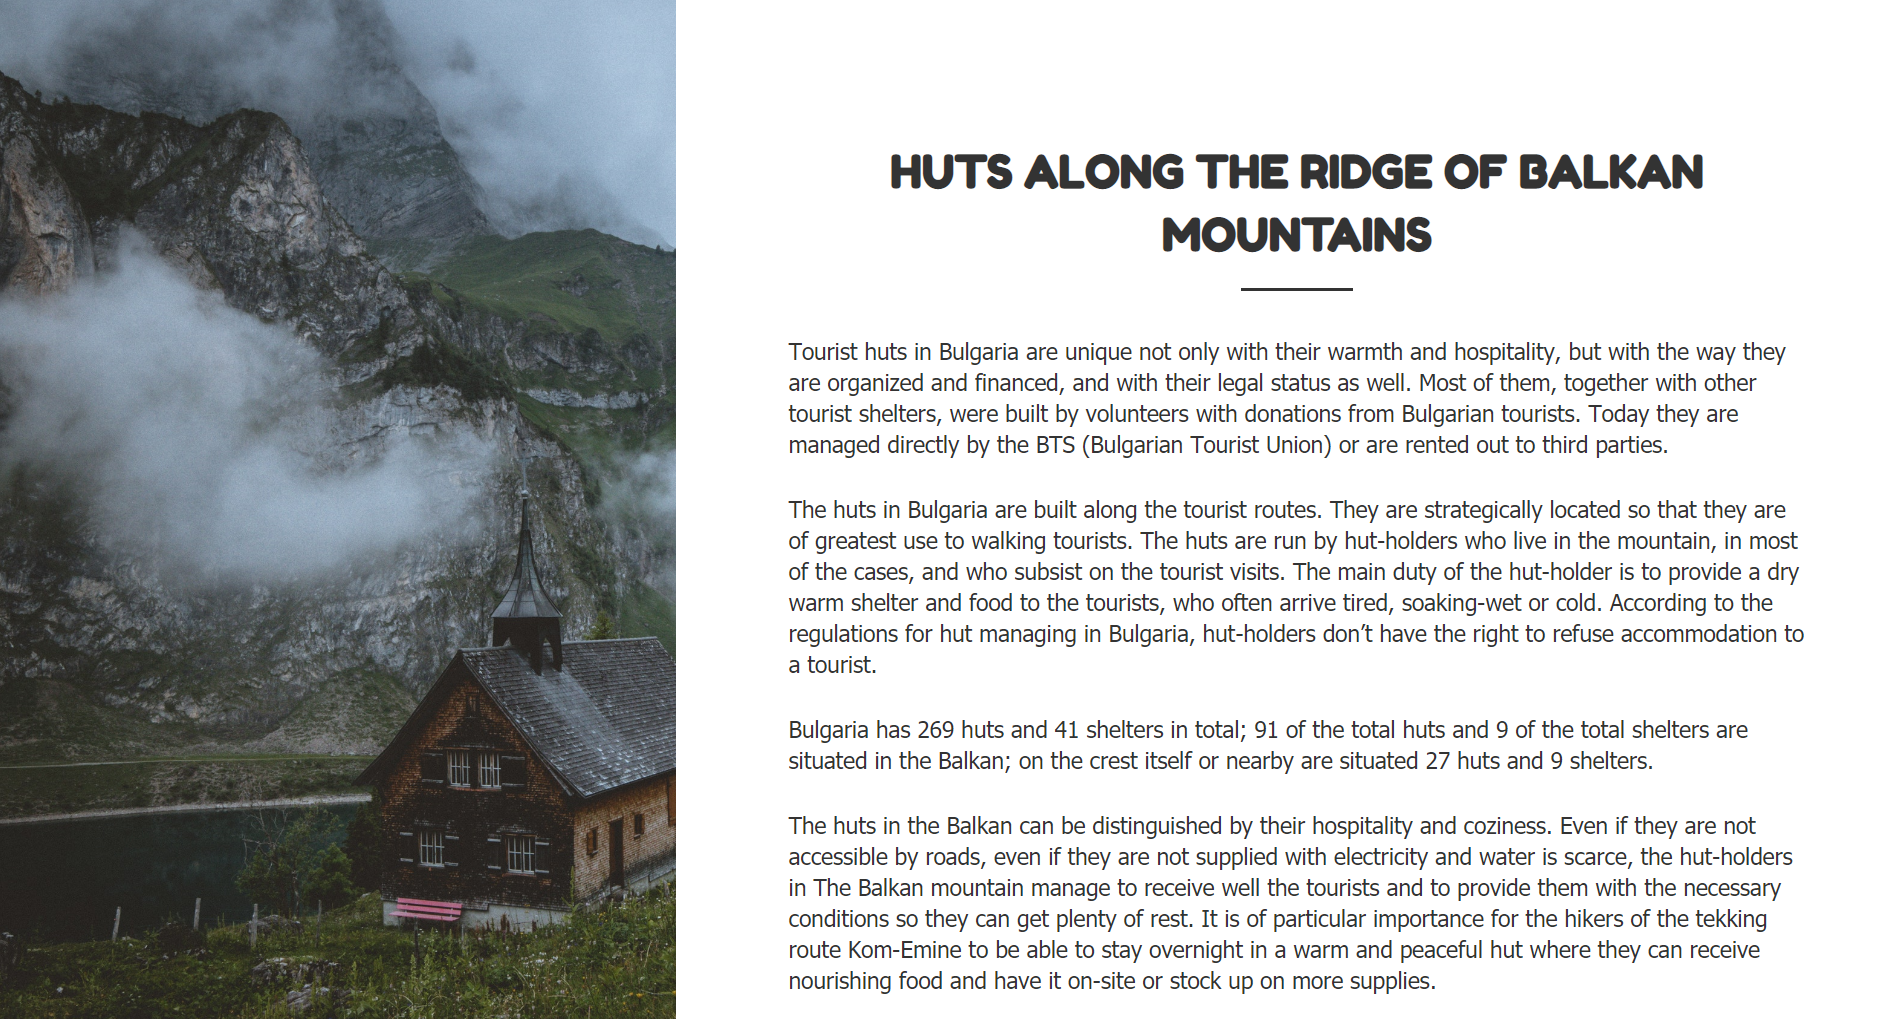 HUTS ALONG THE RIDGE OF BALKAN
MOUNTAINS
Tourist huts in Bulgaria are unique not only with their warmth and hospitality, but with the way they
are organized and financed, and with their legal status as well. Most of them, together with other
tourist shelters, were built by volunteers with donations from Bulgarian tourists. Today they are
managed directly by the BTS (Bulgarian Tourist Union) or are rented out to third parties.
The huts in Bulgaria are built along the tourist routes. They are strategically located so that they are
of greatest use to walking tourists. The huts are run by hut-holders who live in the mountain, in most
of the cases, and who subsist on the tourist visits. The main duty of the hut-holder is to provide a dry
warm shelter and food to the tourists, who often arrive tired, soaking-wet or cold. According to the
regulations for hut managing in Bulgaria, hut-holders don’t have the right to refuse accommodation to
a tourist.
Bulgaria has 269 huts and 41 shelters in total; 91 of the total huts and 9 of the total shelters are
situated in the Balkan; on the crest itself or nearby are situated 27 huts and 9 shelters.
The huts in the Balkan can be distinguished by their hospitality and coziness. Even if they are not
accessible by roads, even if they are not supplied with electricity and water is scarce, the hut-holders
in The Balkan mountain manage to receive well the tourists and to provide them with the necessary
conditions so they can get plenty of rest. It is of particular importance for the hikers of the tekking
route Kom-Emine to be able to stay overnight in a warm and peaceful hut where they can receive
nourishing food and have it on-site or stock up on more supplies.